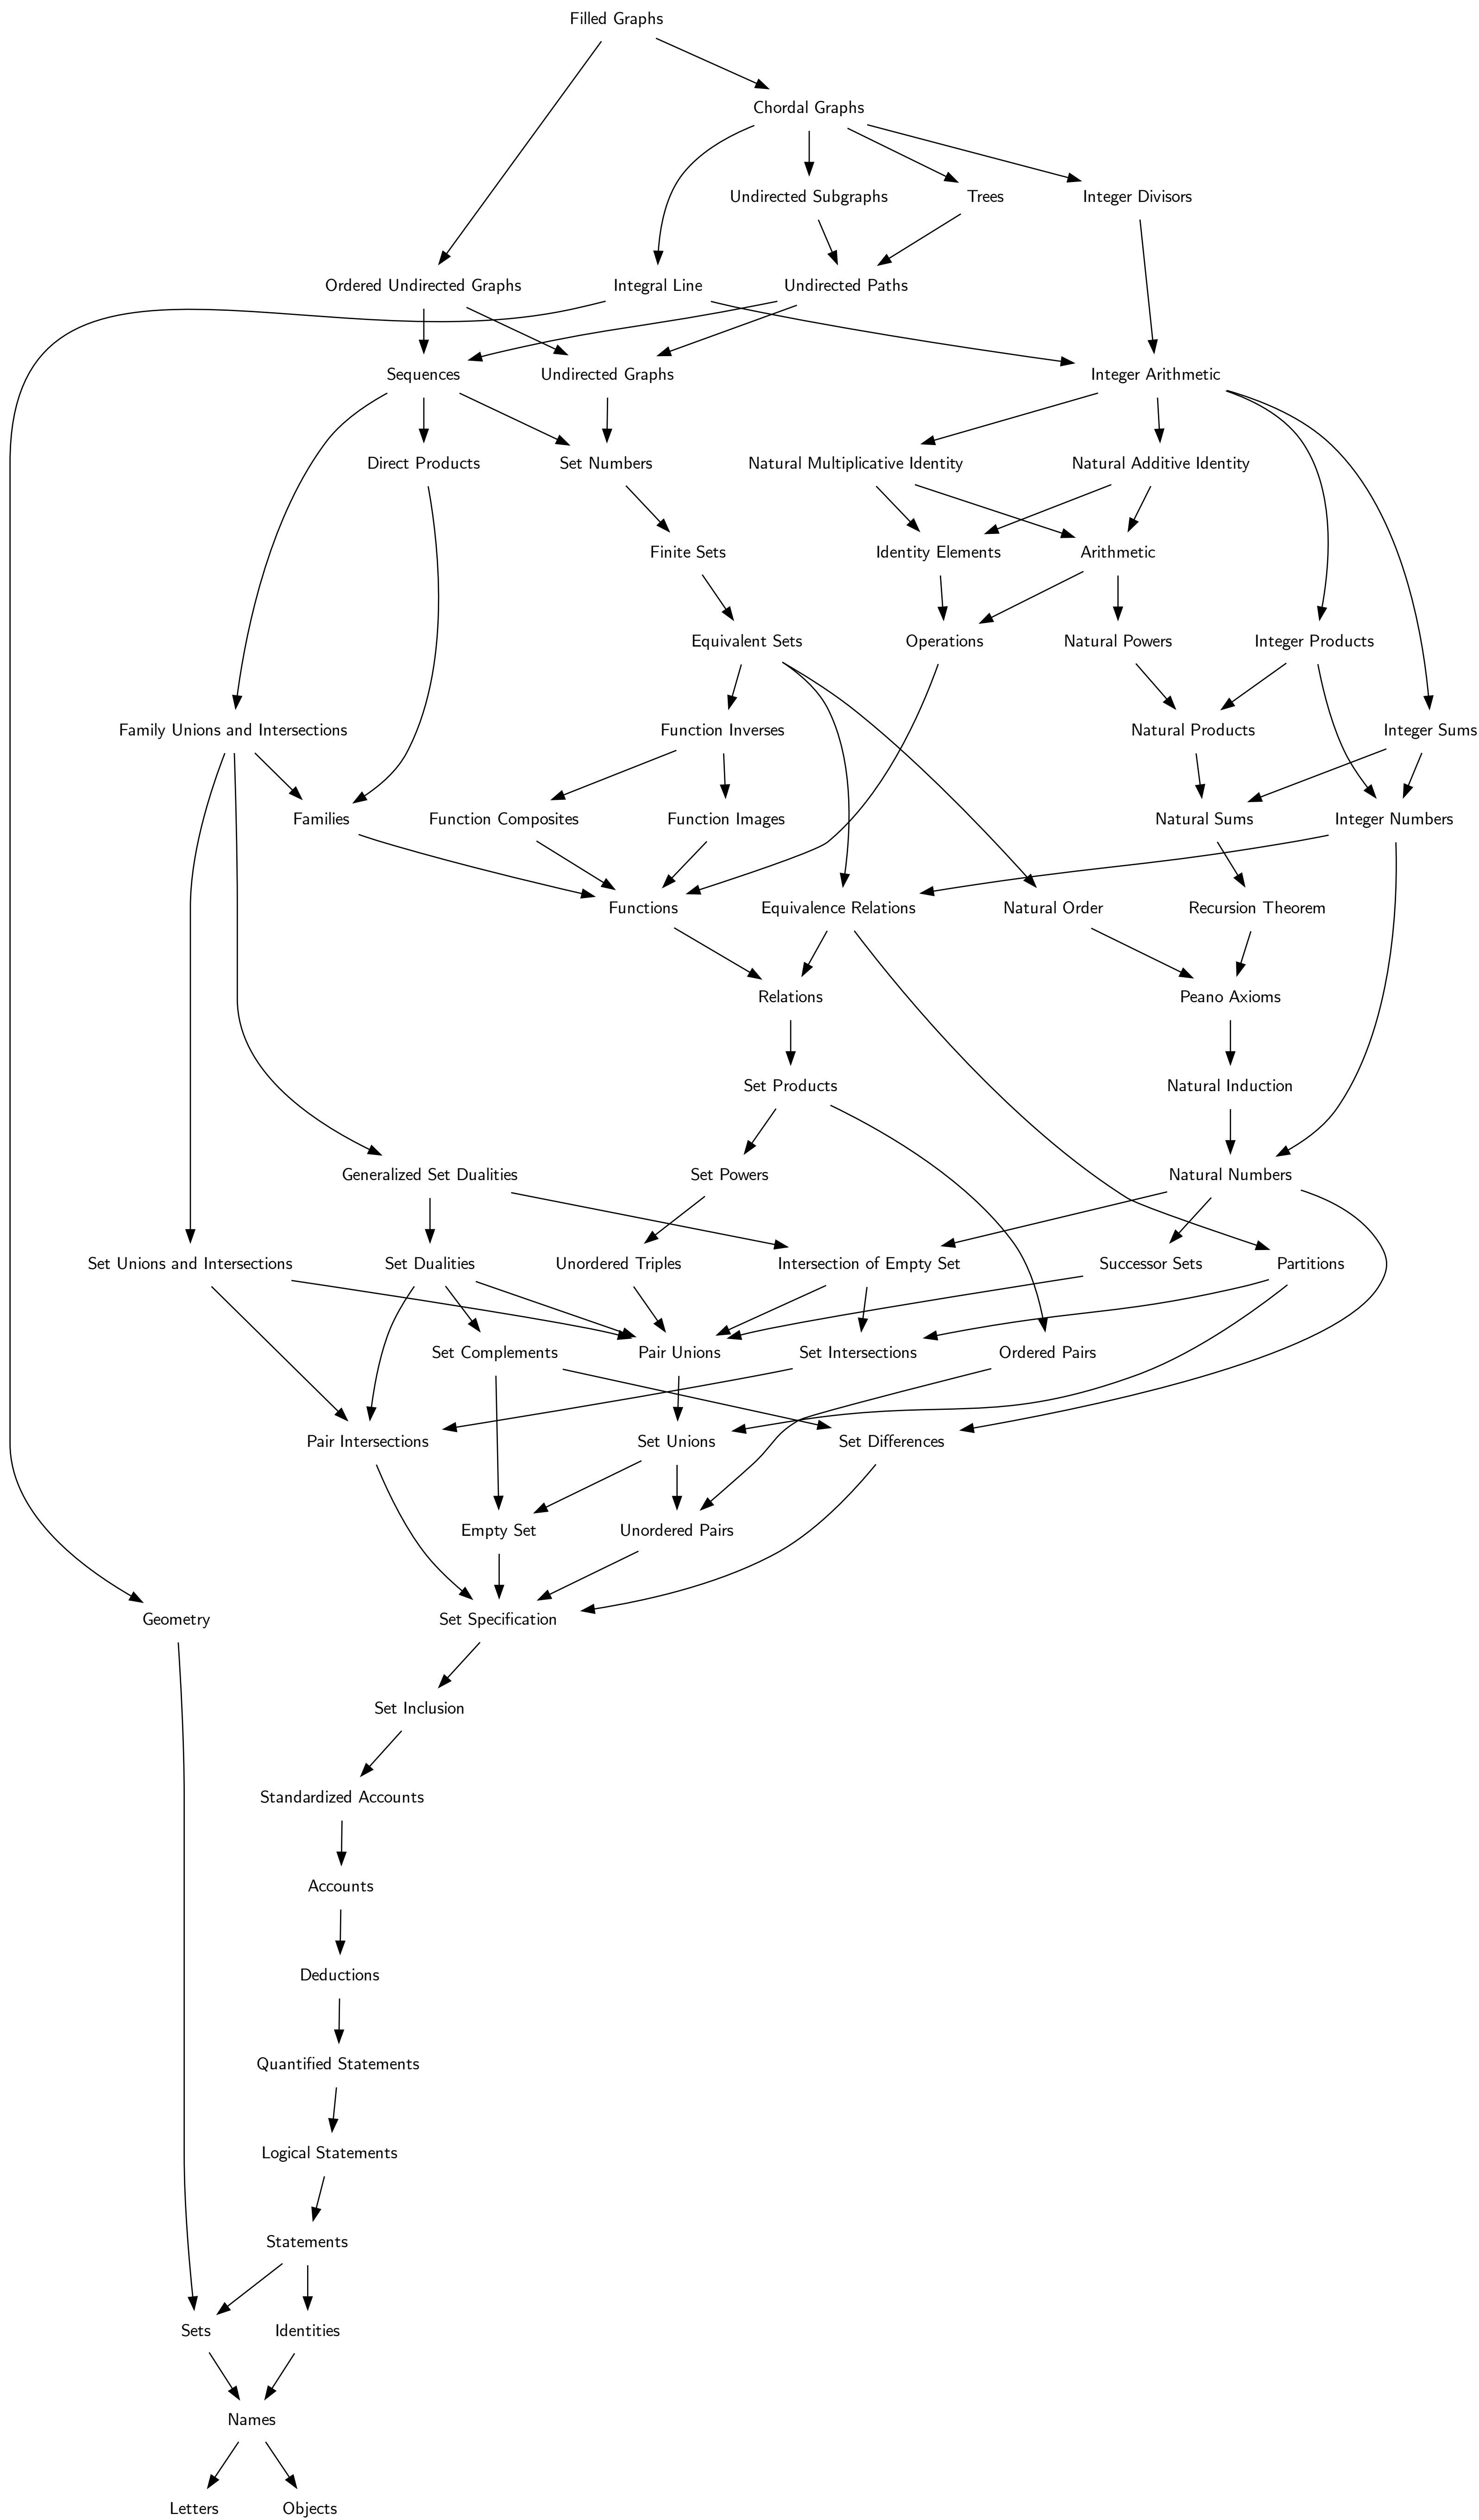 Filled Graphs
Chordal Graphs
Undirected Subgraphs
Trees
Integer Divisors
Ordered Undirected Graphs
Integral Line
Undirected Paths
Sequences
Undirected Graphs
Integer Arithmetic
Direct Products
Set Numbers
Natural Multiplicative Identity
Natural Additive Identity
Finite Sets
Identity Elements
Arithmetic
Equivalent Sets
Operations
Natural Powers
Integer Products
Family Unions and Intersections
Function Inverses
Natural Products
Integer Sums
Families
Function Composites
Function Images
Natural Sums
Integer Numbers
Functions
Equivalence Relations
Natural Order
Recursion Theorem
Relations
Peano Axioms
Set Products
Natural Induction
Generalized Set Dualities
Set Powers
Natural Numbers
Set Unions and Intersections
Set Dualities
Unordered Triples
Intersection of Empty Set
Successor Sets
Partitions
Set Complements
Pair Unions
Set Intersections
Ordered Pairs
Pair Intersections
Set Unions
Set Differences
Empty Set
Unordered Pairs
Geometry
Set Specification
Set Inclusion
Standardized Accounts
Accounts
Deductions
Quantified Statements
Logical Statements
Statements
Sets
Identities
Names
Letters
Objects